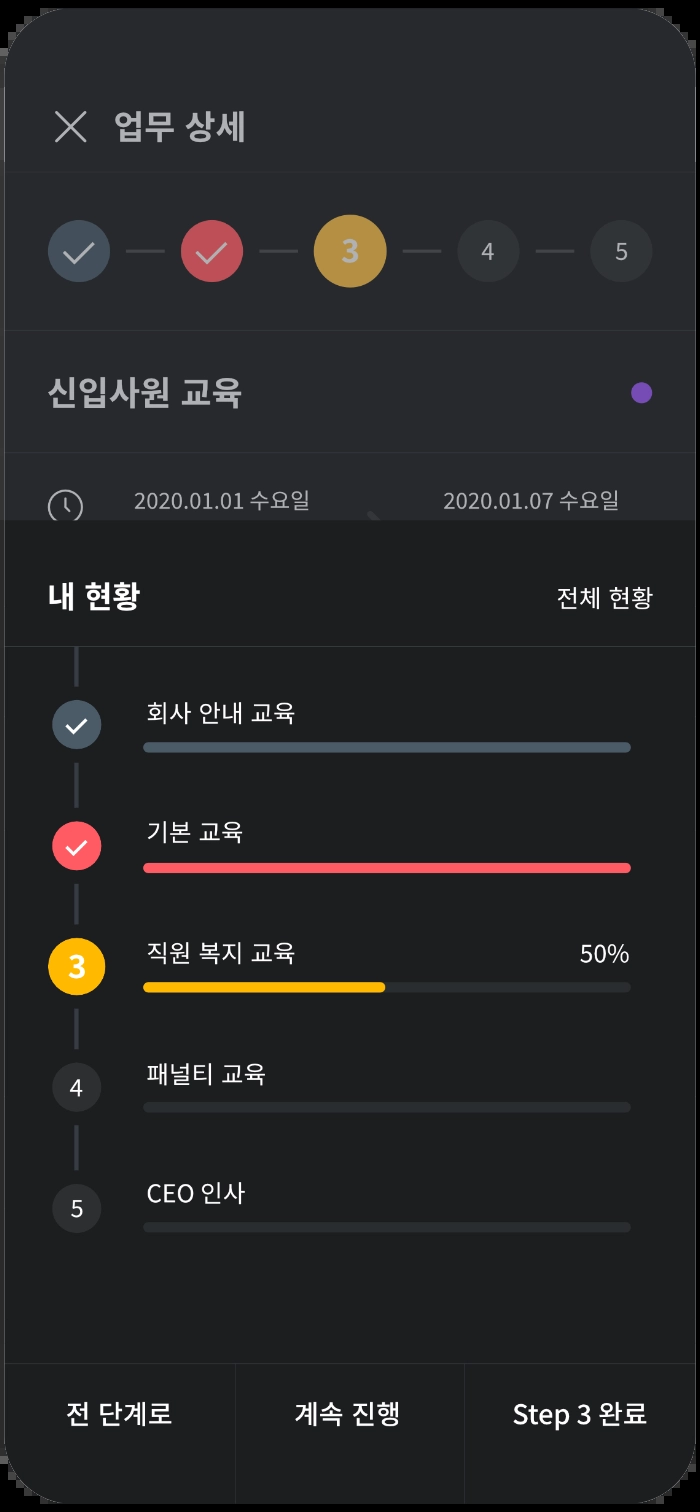 업무 상세
3 4 5
신입사원 교육
2020.01.01 수요일 2020.01.07 수요일
내 현황 전체 현황
회사 안내 교육
기본 교육
3 직원 복지 교육 50%
4 패널티 교육
5 CEO 인사
전 단계로 계속 진행 Step 3 완료